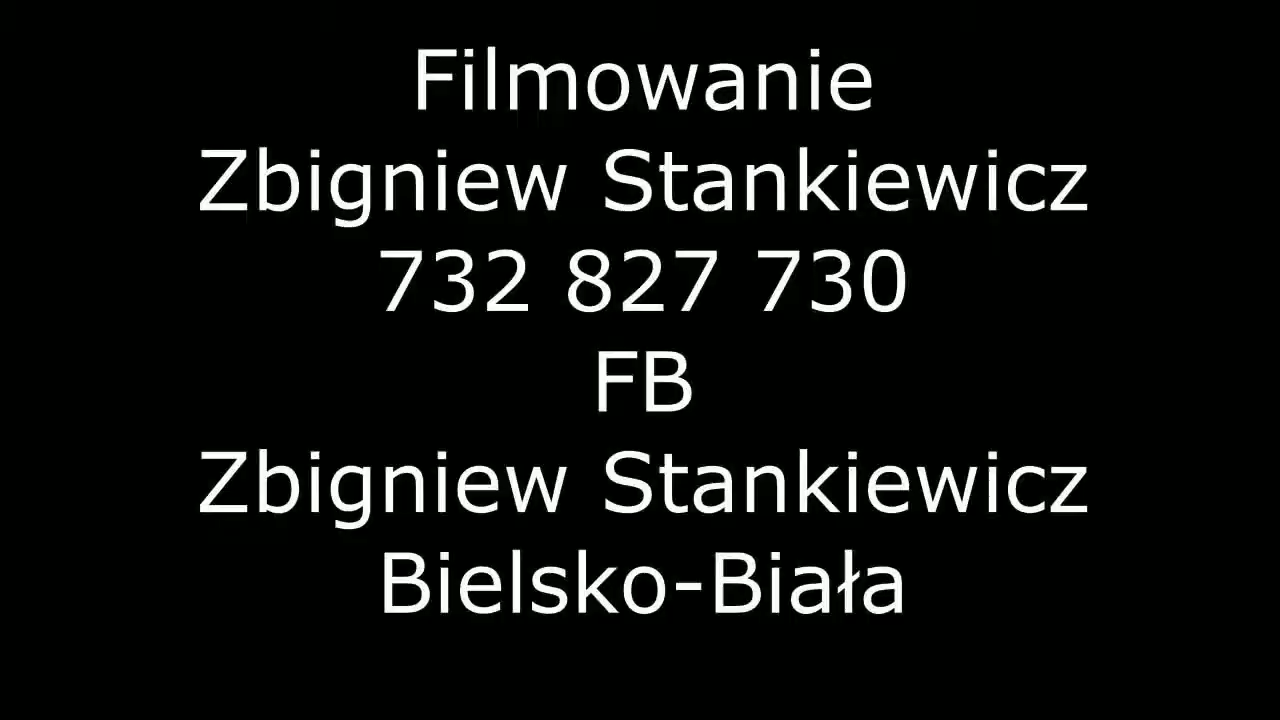 Filmowanie
Zbigniew Stankiewicz
732 827 730
FB
Zbigniew Stankiewicz
Bielsko-Biała